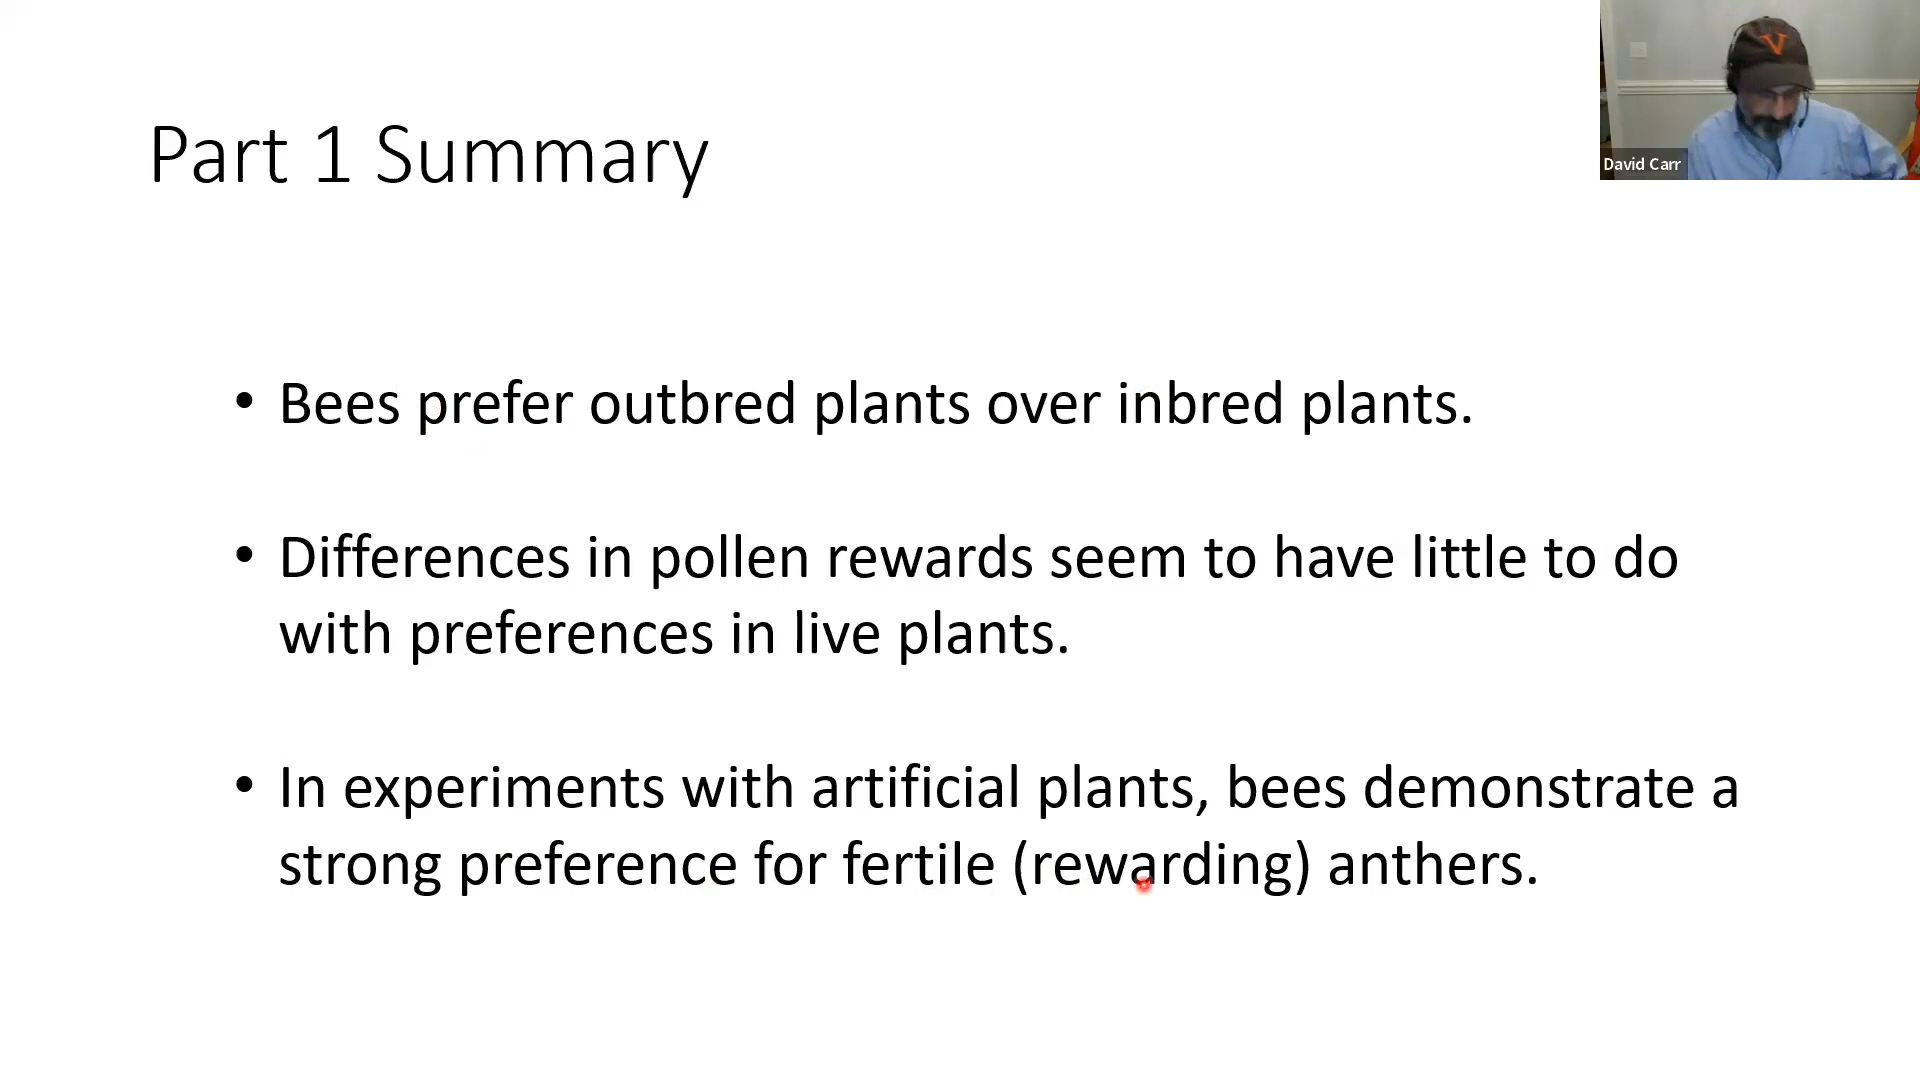 V
David Carr
Part 1 Summary
• Bees prefer outbred plants over inbred plants.
• Differences in pollen rewards seem to have little to do
with preferences in live plants.
• In experiments with artificial plants, bees demonstrate a
strong preference for fertile (rewarding) anthers.